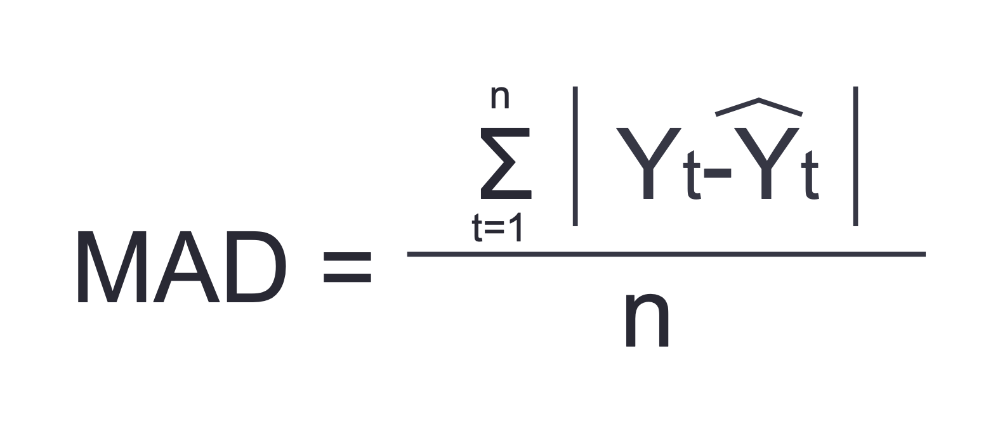 n
Σ | Yt-Ŷt |
t=1
MAD =
n